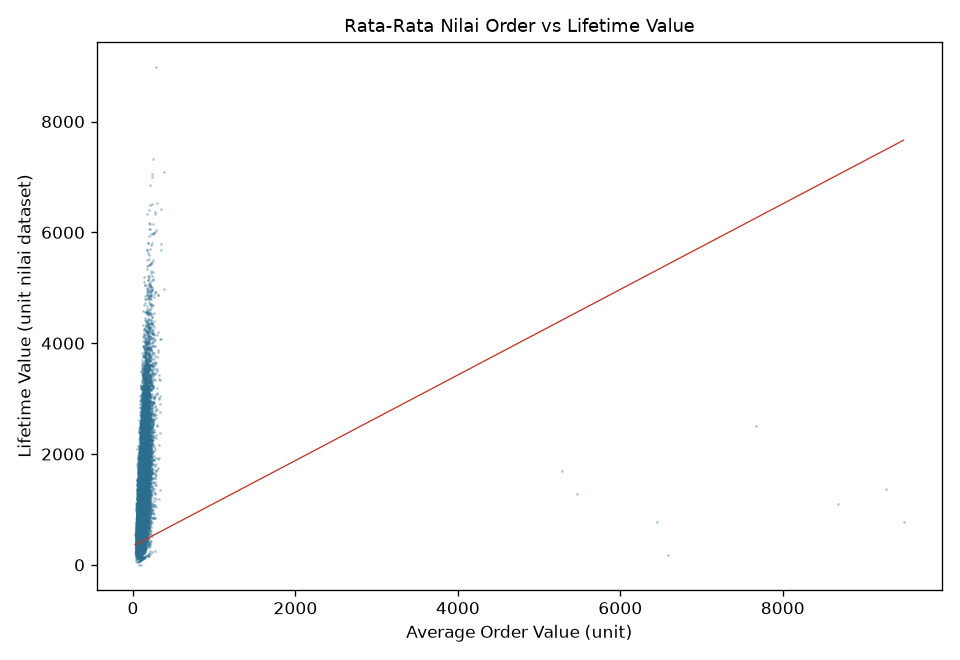 Rata-Rata Nilai Order vs Lifetime Value
Lifetime Value (unit nilai dataset)
8000
6000
4000
2000
0
0 2000 4000 6000 8000
Average Order Value (unit)